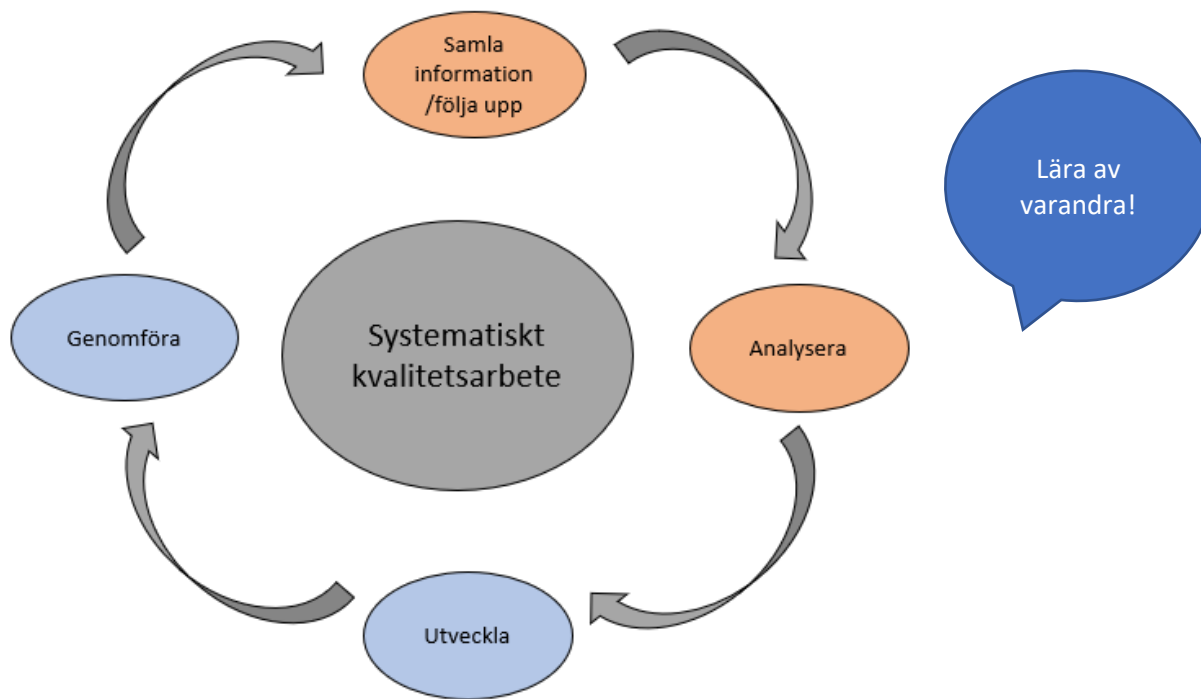 Samla
information
/följa upp
Lära av
varandra!
Genomföra
Systematiskt
kvalitetsarbete
Analysera
Utveckla